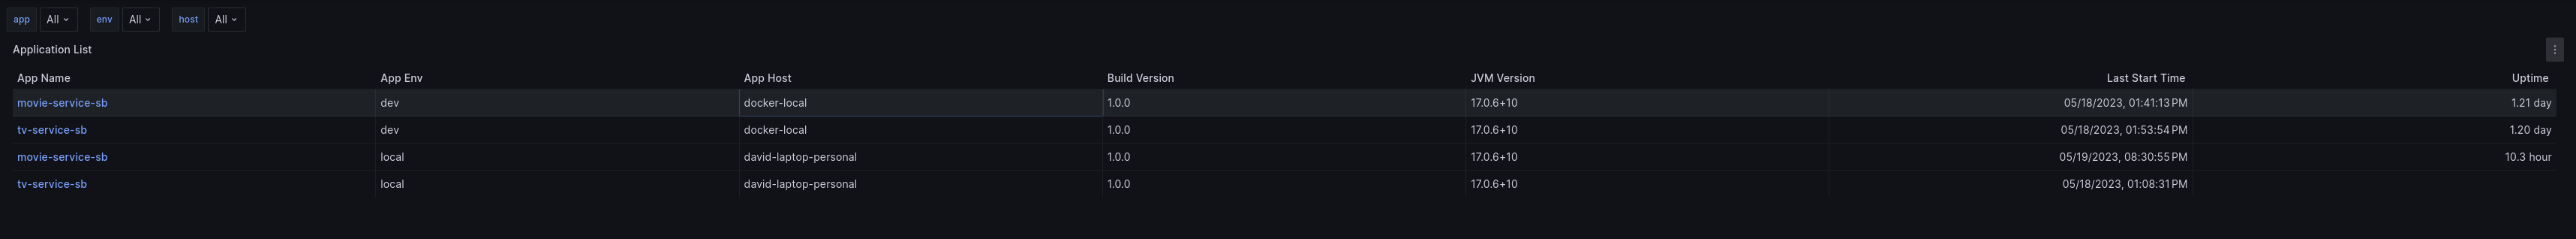 app All env All host All
Application List
App Name App Env App Host Build Version JVM Version Last Start Time Uptime
movie-service-sb dev docker-local 1.0.0 17.0.6+10 05/18/2023, 01:41:13 PM 1.21 day
tv-service-sb dev docker-local 1.0.0 17.0.6+10 05/18/2023, 01:53:54 PM 1.20 day
movie-service-sb local david-laptop-personal 1.0.0 17.0.6+10 05/19/2023, 08:30:55 PM 10.3 hour
tv-service-sb local david-laptop-personal 1.0.0 17.0.6+10 05/18/2023, 01:08:31 PM